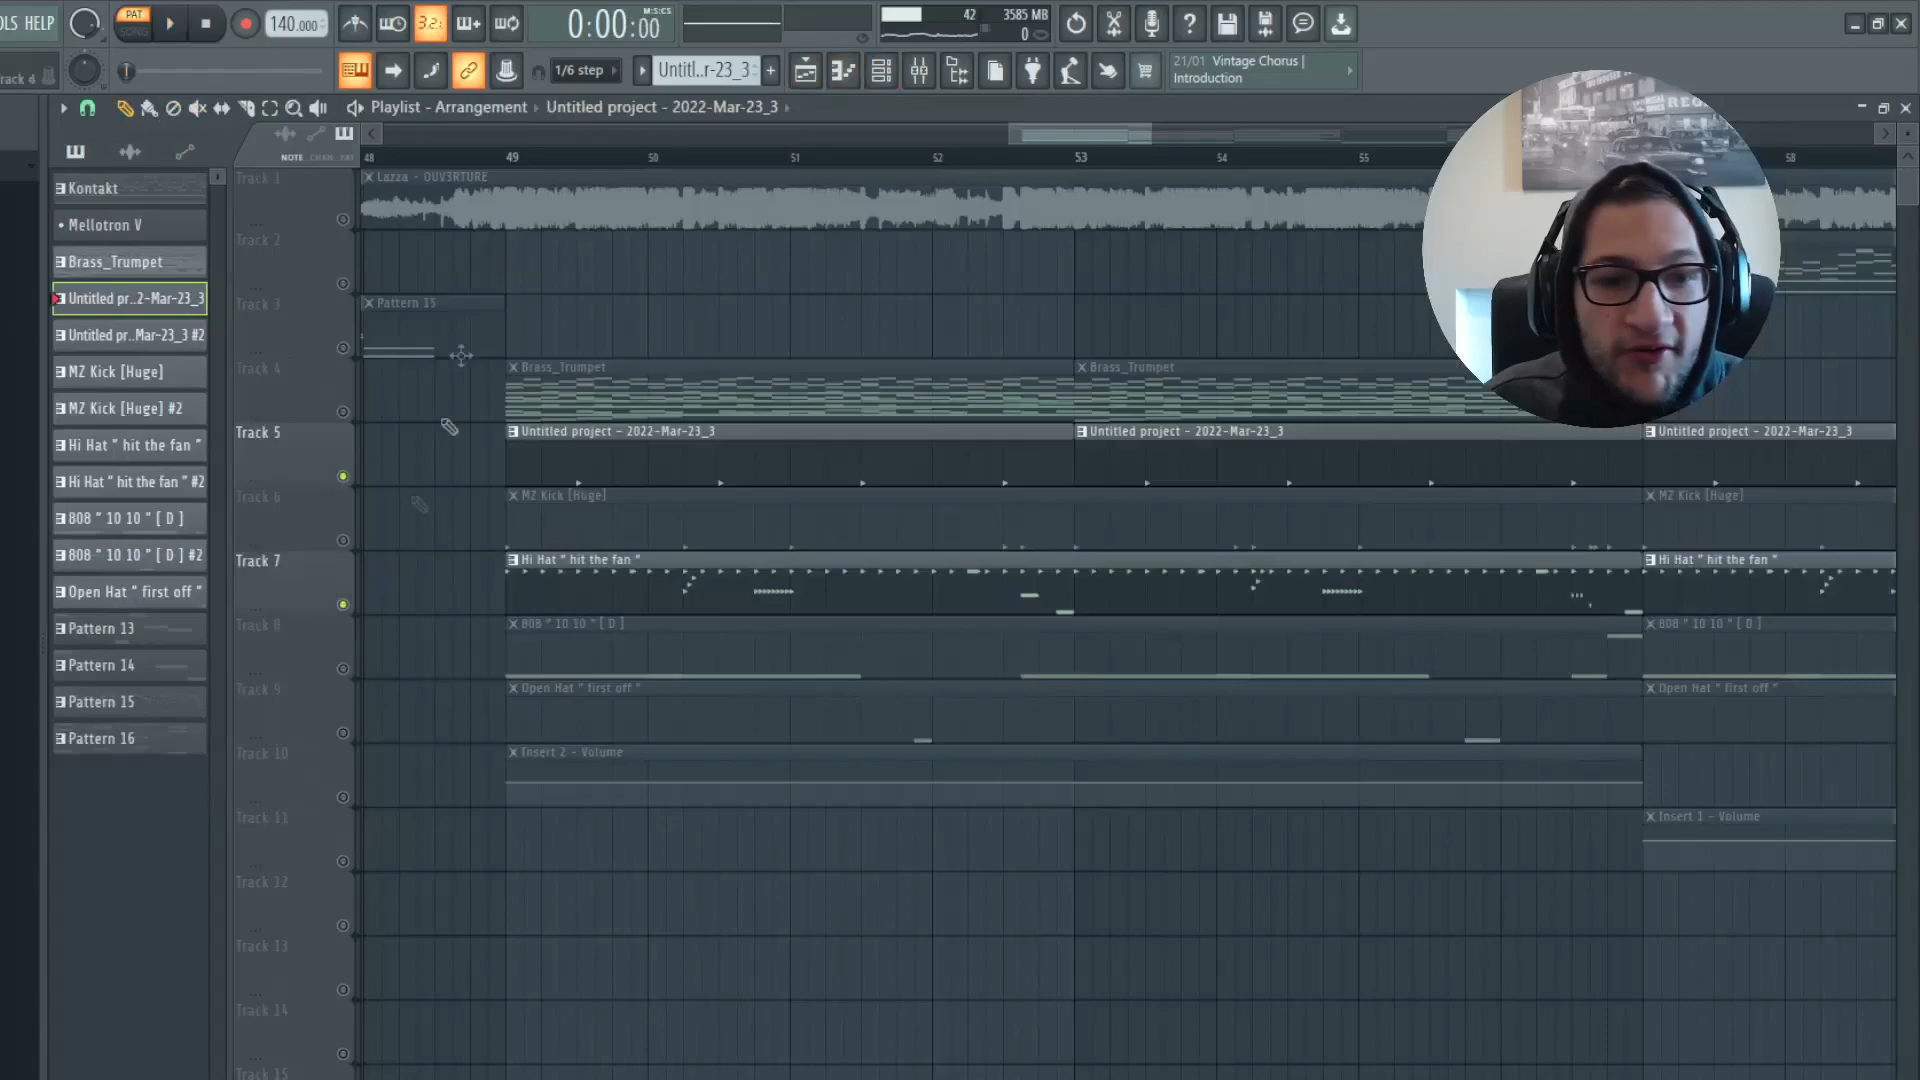 OLS HELP
PAT
SONG
140.000
3.2.
0:00:00
M:S:CS
42
3585 MB
0
rack 4
1/6 step
Untitl..r-23_3
21/01 Vintage Chorus |
Introduction
Playlist - Arrangement Untitled project - 2022-Mar-23_3
NOTE CHAN PAT
48 49 50 51 52 53 54 55 58
Kontakt
Mellotron V
Brass_Trumpet
Untitled pr..2-Mar-23_3
Untitled pr..Mar-23_3 #2
MZ Kick [Huge]
MZ Kick [Huge] #2
Hi Hat " hit the fan "
Hi Hat " hit the fan " #2
808 " 10 10 " [ D ]
808 " 10 10 " [ D ] #2
Open Hat " first off "
Pattern 13
Pattern 14
Pattern 15
Pattern 16
Track 1
Lazza - OUV3RTURE
Track 2
Track 3
Pattern 15
Track 4
Brass_Trumpet
Brass_Trumpet
Track 5
Untitled project - 2022-Mar-23_3
Untitled project - 2022-Mar-23_3
Untitled project - 2022-Mar-23_3
Track 6
MZ Kick [Huge]
MZ Kick [Huge]
Track 7
Hi Hat " hit the fan "
Hi Hat " hit the fan "
Track 8
808 " 10 10 " [ D ]
808 " 10 10 " [ D ]
Track 9
Open Hat " first off "
Open Hat " first off "
Track 10
Insert 2 - Volume
Track 11
Insert 1 - Volume
Track 12
Track 13
Track 14
Track 15